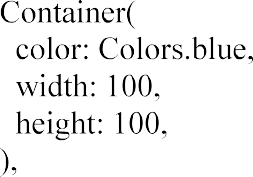 Container(
  color: Colors.blue,
  width: 100,
  height: 100,
),